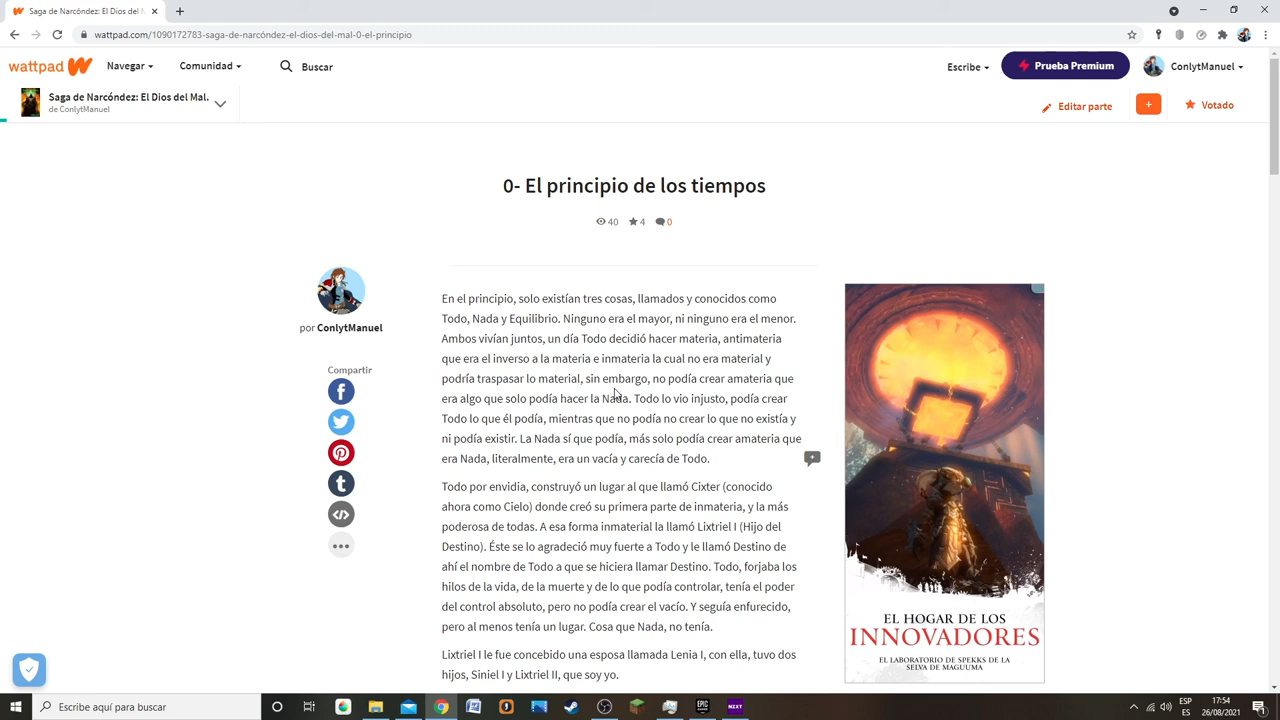 Saga de Narcóndez: El Dios del M
wattpad.com/1090172783-saga-de-narcóndez-el-dios-del-mal-0-el-principio
wattpad
Navegar
Comunidad
Buscar
Escribe
Prueba Premium
ConlytManuel
Saga de Narcóndez: El Dios del Mal.
de ConlytManuel
Editar parte
+
Votado
0- El principio de los tiempos
40
4
0
por ConlytManuel
Compartir
En el principio, solo existían tres cosas, llamados y conocidos como
Todo, Nada y Equilibrio. Ninguno era el mayor, ni ninguno era el menor.
Ambos vivían juntos, un día Todo decidió hacer materia, antimateria
que era el inverso a la materia e inmateria la cual no era material y
podría traspasar lo material, sin embargo, no podía crear amateria que
era algo que solo podía hacer la Nada. Todo lo vio injusto, podía crear
Todo lo que él podía, mientras que no podía no crear lo que no existía y
ni podía existir. La Nada sí que podía, más solo podía crear amateria que
era Nada, literalmente, era un vacía y carecía de Todo.
Todo por envidia, construyó un lugar al que llamó Cixter (conocido
ahora como Cielo) donde creó su primera parte de inmateria, y la más
poderosa de todas. A esa forma inmaterial la llamó Lixtriel I (Hijo del
Destino). Éste se lo agradeció muy fuerte a Todo y le llamó Destino de
ahí el nombre de Todo a que se hiciera llamar Destino. Todo, forjaba los
hilos de la vida, de la muerte y de lo que podía controlar, tenía el poder
del control absoluto, pero no podía crear el vacío. Y seguía enfurecido,
pero al menos tenía un lugar. Cosa que Nada, no tenía.
Lixtriel I le fue concebido una esposa llamada Lenia I, con ella, tuvo dos
hijos, Siniel I y Lixtriel II, que soy yo.
EL HOGAR DE LOS
INNOVADORES
EL LABORATORIO DE SPEKKS DE LA
SELVA DE MAGUUMA
Escribe aquí para buscar
EPIC
NZXT
ESP
ES
17:54
26/08/2021